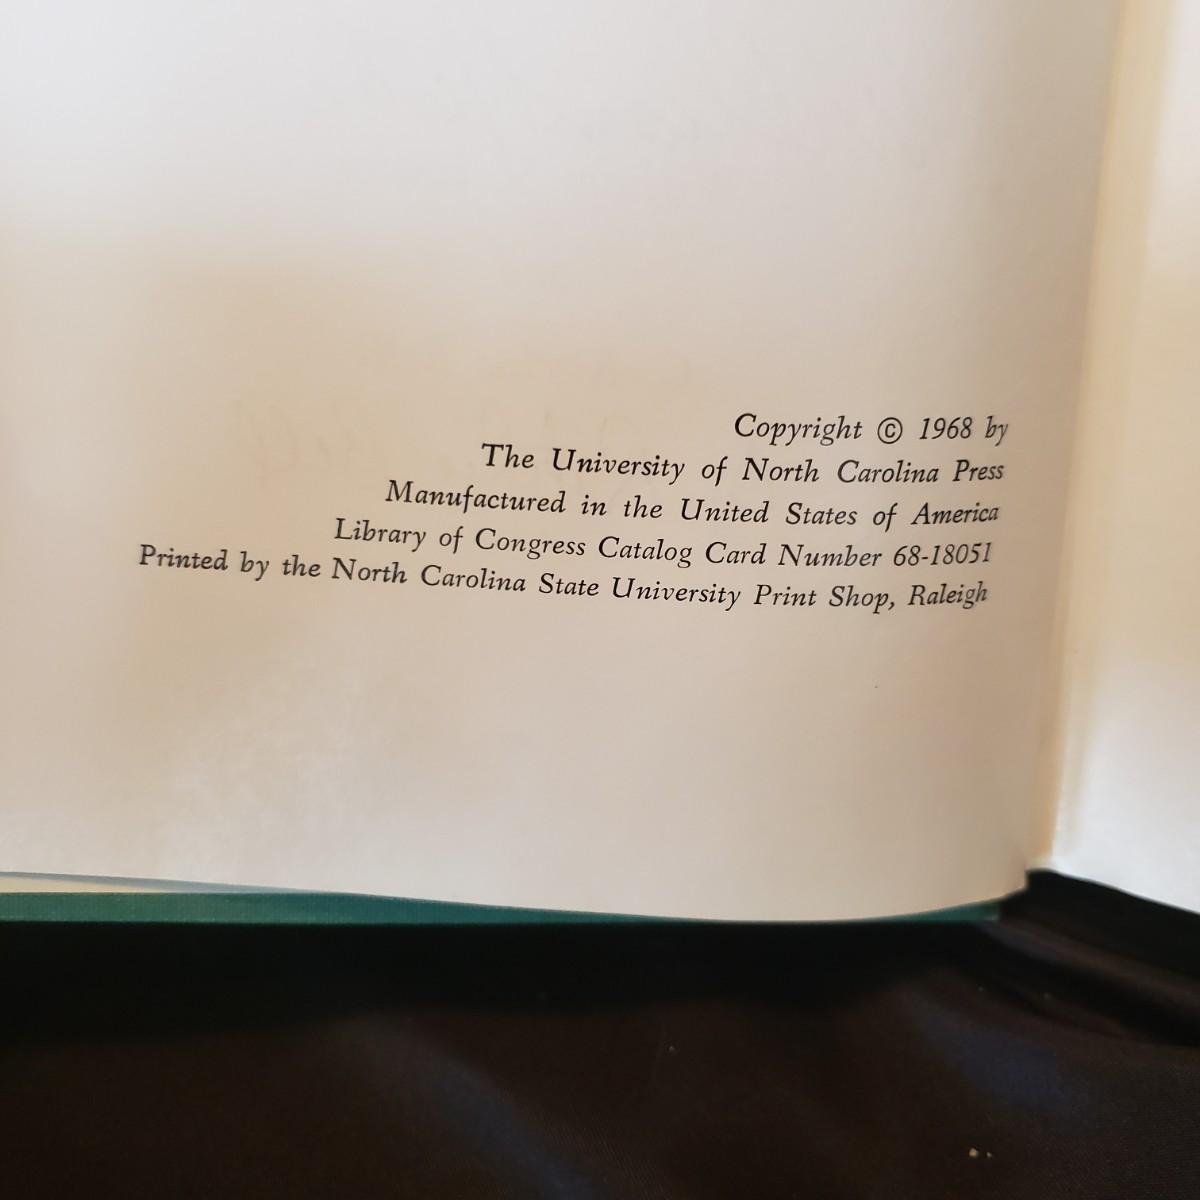 Copyright © 1968 by
The University of North Carolina Press
Manufactured in the United States of America
Library of Congress Catalog Card Number 68-18051
Printed by the North Carolina State University Print Shop, Raleigh